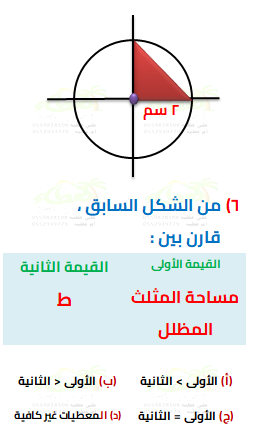 ٢ سم
٦) من الشكل السابق ،
قارن بين :
القيمة الأولى
القيمة الثانية
مساحة المثلث المظلل
ط
(أ) الأولى > الثانية
(ب) الأولى < الثانية
(ج) الأولى = الثانية
(د) المعطيات غير كافية